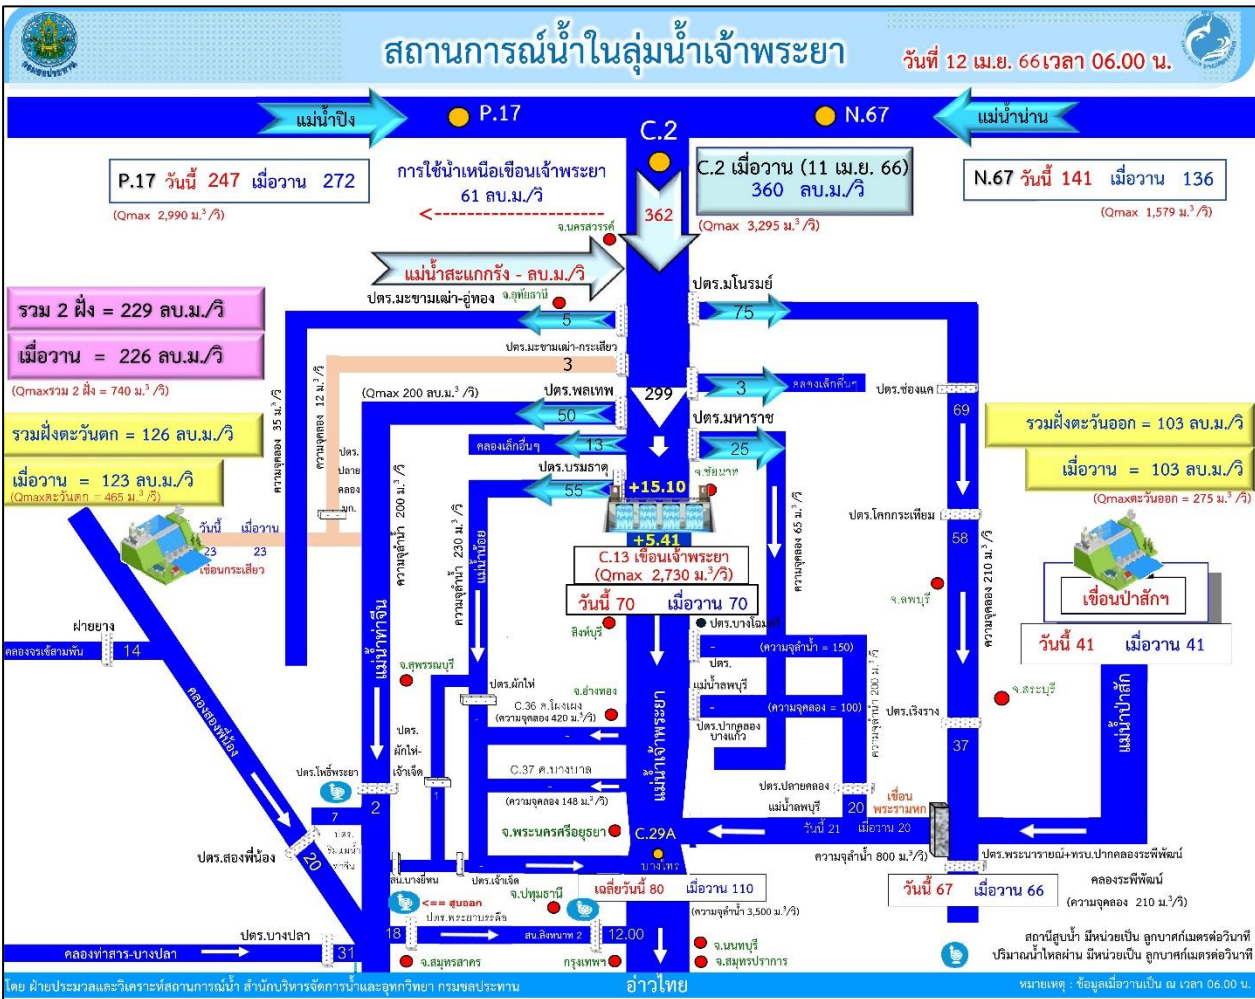 กรมชลประทาน
สถานการณ์น้ำในลุ่มน้ำเจ้าพระยา
วันที่ 12 เม.ย. 66เวลา 06.00 น.
แม่น้ำปิง
P.17
C.2
N.67
แม่น้ำน่าน
P.17 วันนี้ 247 เมื่อวาน 272
(Qmax 2,990 ม.³/วิ)
การใช้น้ำเหนือเขื่อนเจ้าพระยา
61 ลบ.ม./วิ
จ.นครสวรรค์
362
C.2 เมื่อวาน (11 เม.ย. 66)
360 ลบ.ม./วิ
(Qmax 3,295 ม.³/วิ)
N.67 วันนี้ 141 เมื่อวาน 136
(Qmax 1,579 ม.³/วิ)
แม่น้ำสะแกกรัง - ลบ.ม./วิ
ปตร.มะขามเฒ่า-อู่ทอง
จ.อุทัยธานี
5
ปตร.มโนรมย์
75
รวม 2 ฝั่ง = 229 ลบ.ม./วิ
เมื่อวาน = 226 ลบ.ม./วิ
(Qmaxรวม 2 ฝั่ง = 740 ม.³/วิ)
ปตร.มะขามเฒ่า-กระเสียว
3
(Qmax 200 ลบ.ม./วิ)
ปตร.พลเทพ
50
299
3
คลองเล็กอื่นๆ
ปตร.ช่องแค
69
รวมฝั่งตะวันตก = 126 ลบ.ม./วิ
เมื่อวาน = 123 ลบ.ม./วิ
(Qmaxตะวันตก = 465 ม.³/วิ)
ความจุคลอง 35 ม.³/วิ
ความจุคลอง 12 ม.³/วิ
ปตร.
ปลาย
คลอง
มก.
คลองเล็กอื่นๆ
13
ปตร.มหาราช
25
จ.ชัยนาท
ปตร.บรมธาตุ
55
+15.10
+5.41
รวมฝั่งตะวันออก = 103 ลบ.ม./วิ
เมื่อวาน = 103 ลบ.ม./วิ
(Qmaxตะวันออก = 275 ม.³/วิ)
วันนี้ เมื่อวาน
23 23
เขื่อนกระเสียว
ความจุลำน้ำ 200 ม.³/วิ
ความจุลำน้ำ 230 ม.³/วิ
แม่น้ำน้อย
C.13 เขื่อนเจ้าพระยา
(Qmax 2,730 ม.³/วิ)
วันนี้ 70 เมื่อวาน 70
ความจุคลอง 65 ม.³/วิ
ปตร.โคกกระเทียม
58
ความจุคลอง 210 ม.³/วิ
จ.ลพบุรี
เขื่อนป่าสักฯ
วันนี้ 41 เมื่อวาน 41
ฝายยาง
คลองจรเข้สามพัน
14
แม่น้ำท่าจีน
จ.สุพรรณบุรี
สิงห์บุรี
ปตร.บางโฉมศรี
-
(ความจุลำน้ำ = 150)
ปตร.
แม่น้ำลพบุรี
-
(ความจุคลอง = 100)
ปตร.ปากคลอง
บางแก้ว
ความจุลำน้ำ 200 ม.³/วิ
จ.สระบุรี
ปตร.เริงราง
37
แม่น้ำป่าสัก
ปตร.ผักไห่
-
จ.อ่างทอง
C.36 ค.โผงเผง
(ความจุคลอง 420 ม.³/วิ)
-
แม่น้ำเจ้าพระยา
คลองสองพี่น้อง
ปตร.
ผักไห่-
เจ้าเจ็ด
1
C.37 ค.บางบาล
-
(ความจุคลอง 148 ม.³/วิ)
ปตร.โพธิ์พระยา
2
7
ปตร.
ริมแม่น้ำ
ท่าจีน
ปตร.ปลายคลอง
แม่น้ำลพบุรี
20
เขื่อน
พระรามหก
วันนี้ 21 เมื่อวาน 20
ความจุลำน้ำ 800 ม.³/วิ)
จ.พระนครศรีอยุธยา
C.29A
บางไทร
ปตร.สองพี่น้อง
20
สน.บางยี่หน
ปตร.เจ้าเจ็ด
เฉลี่ยวันนี้ 80 เมื่อวาน 110
(ความจุลำน้ำ 3,500 ม.³/วิ)
ปตร.พระนารายณ์+ทรบ.ปากคลองระพีพัฒน์
วันนี้ 67 เมื่อวาน 66
คลองระพีพัฒน์
(ความจุคลอง 210 ม.³/วิ)
จ.ปทุมธานี
<== สูบออก
ปตร.พระยาบรรลือ
18
สน.สิงหนาท 2
12.00
ปตร.บางปลา
คลองท่าสาร-บางปลา
31
จ.สมุทรสาคร
กรุงเทพฯ
จ.นนทบุรี
จ.สมุทรปราการ
สถานีสูบน้ำ มีหน่วยเป็น ลูกบาศก์เมตรต่อวินาที
ปริมาณน้ำไหลผ่าน มีหน่วยเป็น ลูกบาศก์เมตรต่อวินาที
โดย ฝ่ายประมวลและวิเคราะห์สถานการณ์น้ำ สำนักบริหารจัดการน้ำและอุทกวิทยา กรมชลประทาน
อ่าวไทย
หมายเหตุ : ข้อมูลเมื่อวานเป็น ณ เวลา 06.00 น.